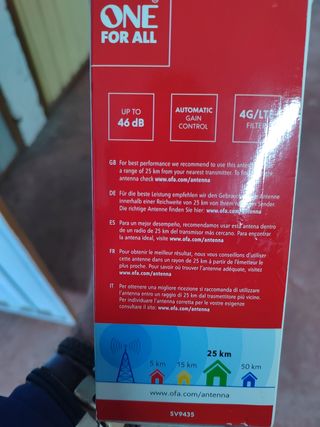 ONE
FOR ALL
UP TO
46 dB
AUTOMATIC
GAIN
CONTROL
4G/LTE
FILTER
GB For best performance we recommend to use this antenna
a range of 25 km from your nearest transmitter. To find
antenna check www.ofa.com/antenna
DE Für die beste Leistung empfehlen wir den Gebrauch Antenne
innerhalb einer Reichweite von 25 km von Ihrem Sender
Die richtige Antenne finden Sie hier: www.ofa.com/antenna
ES Para un mejor desempeño, recomendamos usar esta antena dentro
de un radio de 25 km del transmisor más cercano. Para encontrar
la antena ideal, visite www.ofa.com/antenna
FR Pour obtenir le meilleur résultat, nous vous conseillons d'utiliser
cette antenne dans un rayon de 25 km à partir de l'émetteur le
plus proche. Pour savoir où trouver l'antenne adéquate, visitez
www.ofa.com/antenna
IT Per ottenere una migliore ricezione si raccomanda di utilizzare
l'antenna entro un raggio di 25 km dal trasmettitore più vicino.
Per individuare l'antenna corretta per le vostre esigenze
consultare il sito: www.ofa.com/antenna
5 km 15 km 25 km 50 km
www.ofa.com/antenna
SV9435